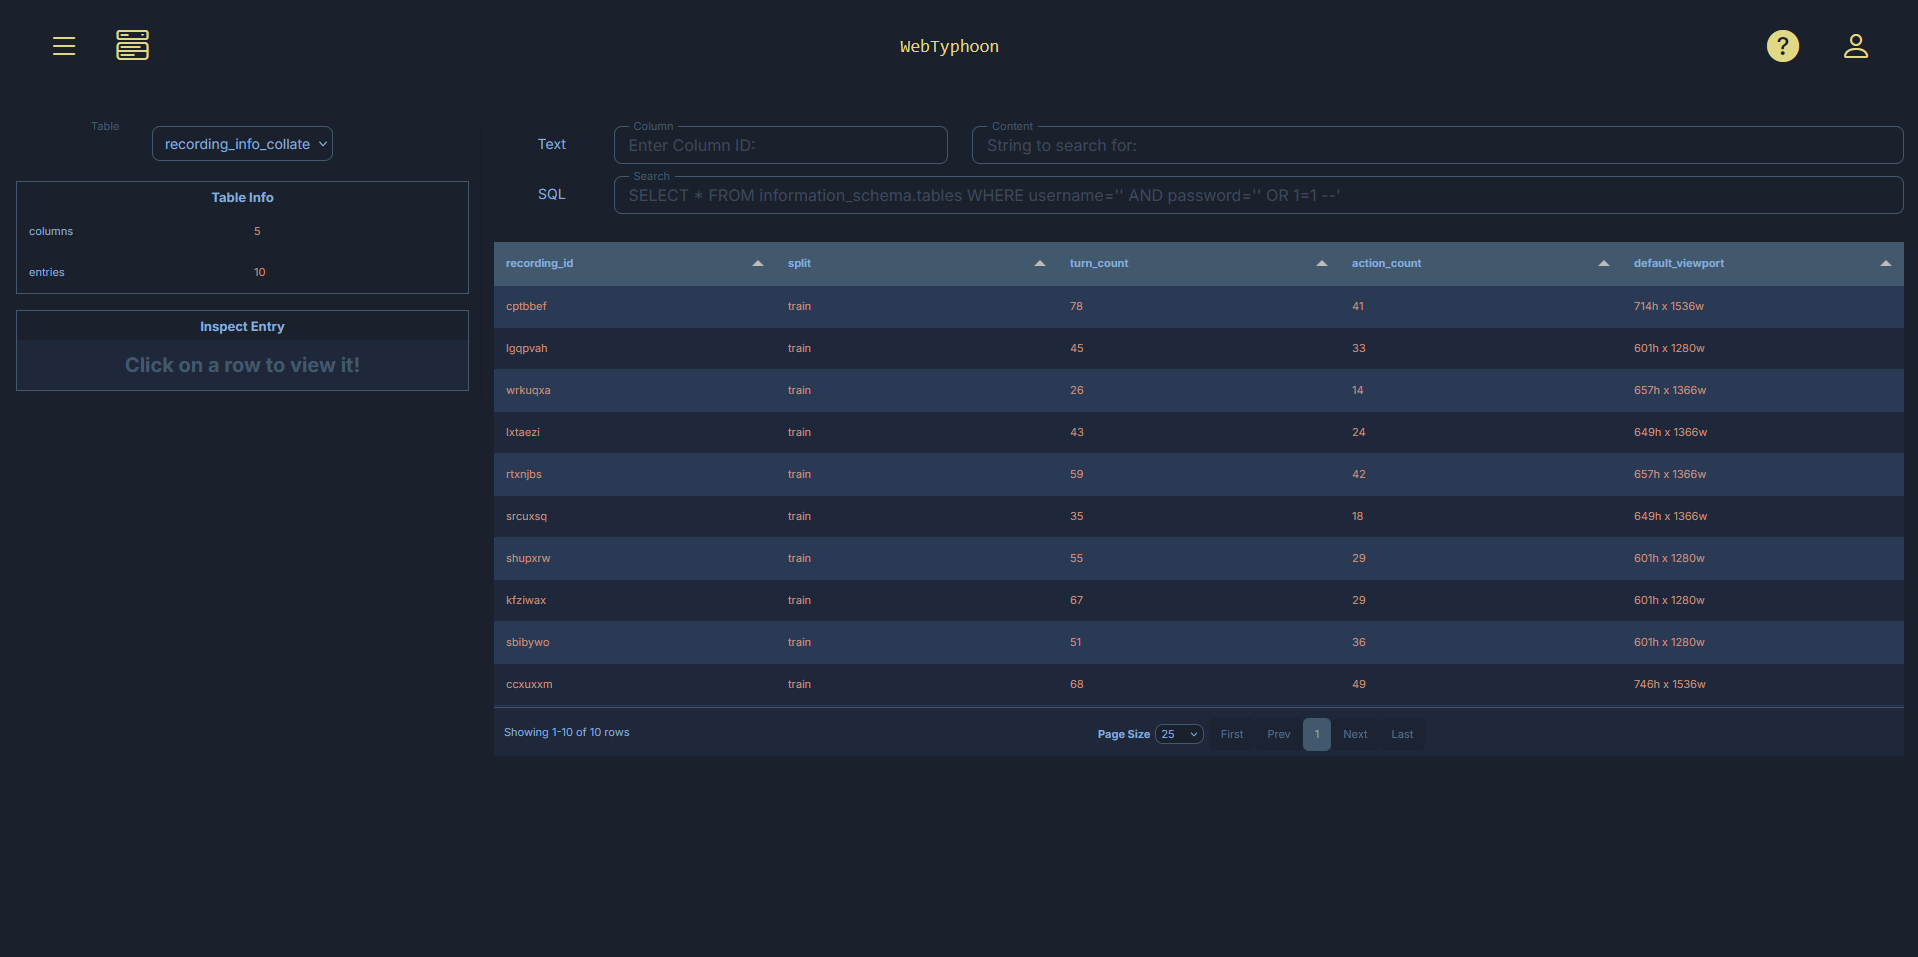 WebTyphoon
?
Table
recording_info_collate
Table Info
columns 5
entries 10
Inspect Entry
Click on a row to view it!
Text
Column
Enter Column ID:
Content
String to search for:
SQL
Search
SELECT * FROM information_schema.tables WHERE username='' AND password='' OR 1=1 --'
recording_id split turn_count action_count default_viewport
cptbbef train 78 41 714h x 1536w
lgqpvah train 45 33 601h x 1280w
wrkuqxa train 26 14 657h x 1366w
lxtaezi train 43 24 649h x 1366w
rtxnjbs train 59 42 657h x 1366w
srcuxsq train 35 18 649h x 1366w
shupxrw train 55 29 601h x 1280w
kfziwax train 67 29 601h x 1280w
sbibywo train 51 36 601h x 1280w
ccxuxxm train 68 49 746h x 1536w
Showing 1-10 of 10 rows
Page Size 25 First Prev 1 Next Last